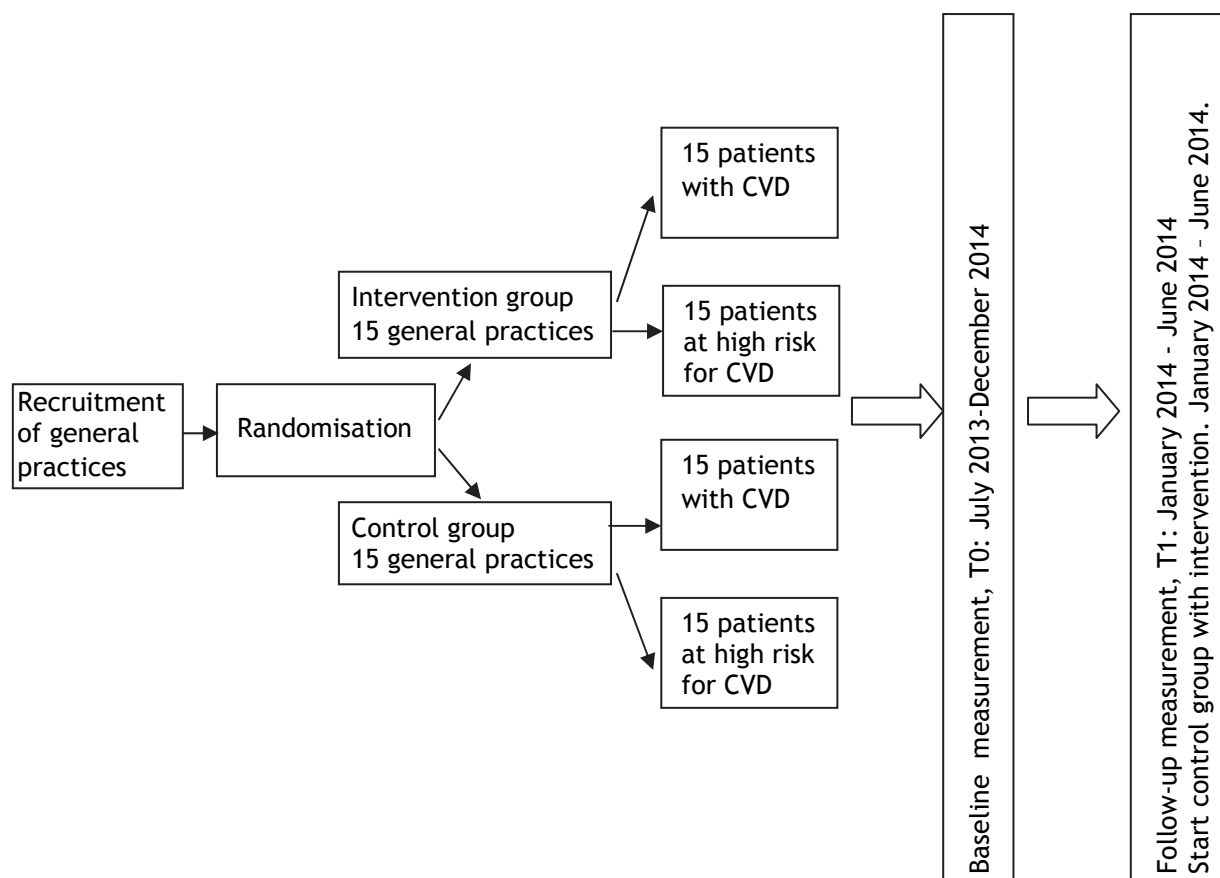 Recruitment
of general
practices
Randomisation
Intervention group
15 general practices
Control group
15 general practices
15 patients
with CVD
15 patients
at high risk
for CVD
15 patients
with CVD
15 patients
at high risk
for CVD
Baseline measurement, T0: July 2013-December 2014
Follow-up measurement, T1: January 2014 - June 2014
Start control group with intervention. January 2014 - June 2014.